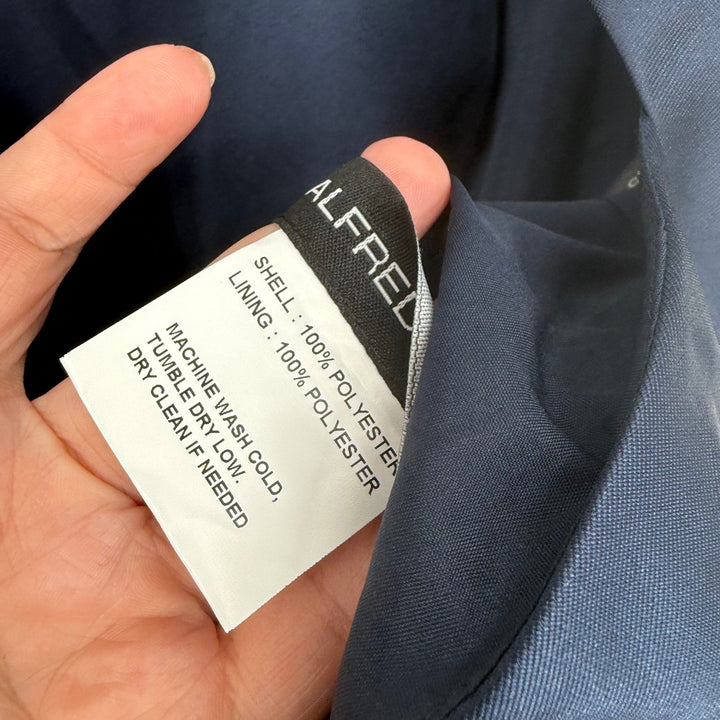 ALFRED
SHELL : 100% POLYESTER
LINING : 100% POLYESTER
MACHINE WASH COLD,
TUMBLE DRY LOW.
DRY CLEAN IF NEEDED